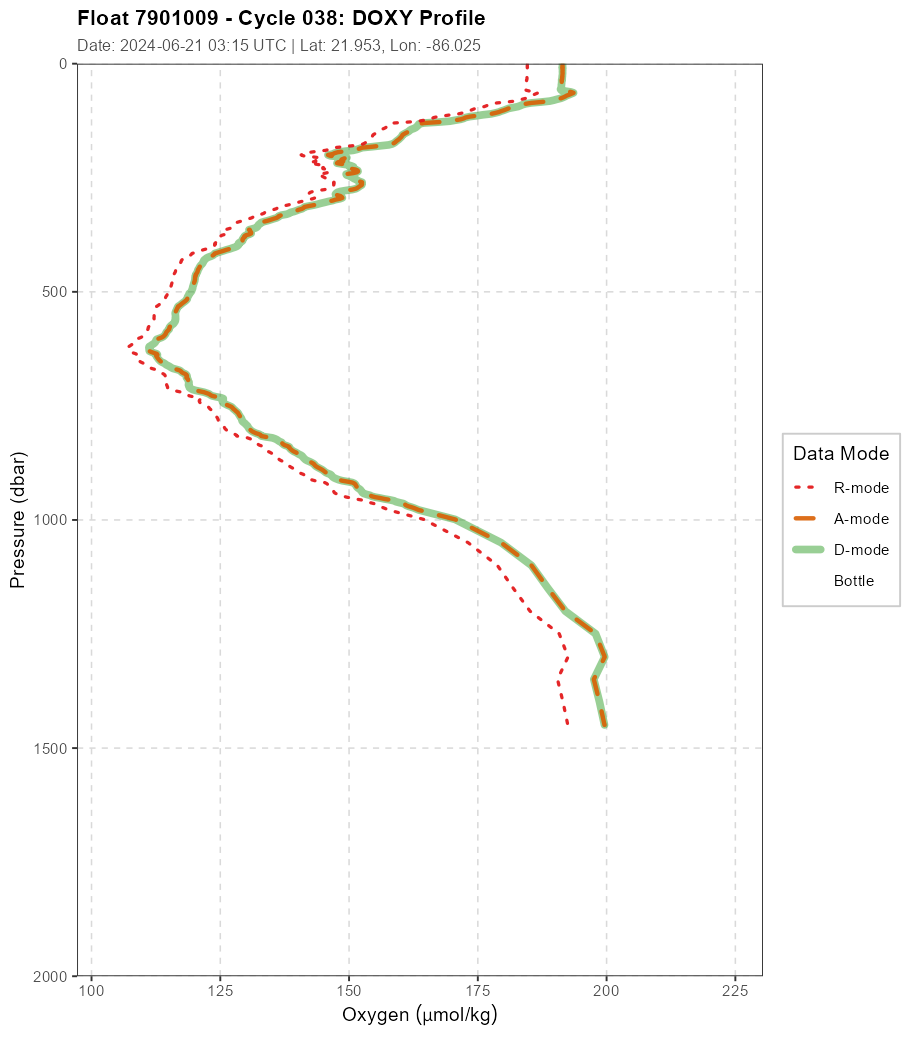 Float 7901009 - Cycle 038: DOXY Profile
Date: 2024-06-21 03:15 UTC | Lat: 21.953, Lon: -86.025
0
500
1000
1500
2000
Pressure (dbar)
100 125 150 175 200 225
Oxygen (μmol/kg)
Data Mode
R-mode
A-mode
D-mode
Bottle